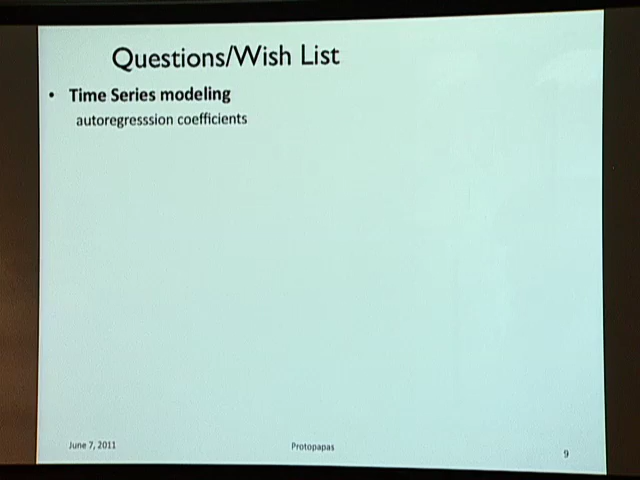 Questions/Wish List
• Time Series modeling
autoregresssion coefficients
June 7, 2011
Protopapas
9